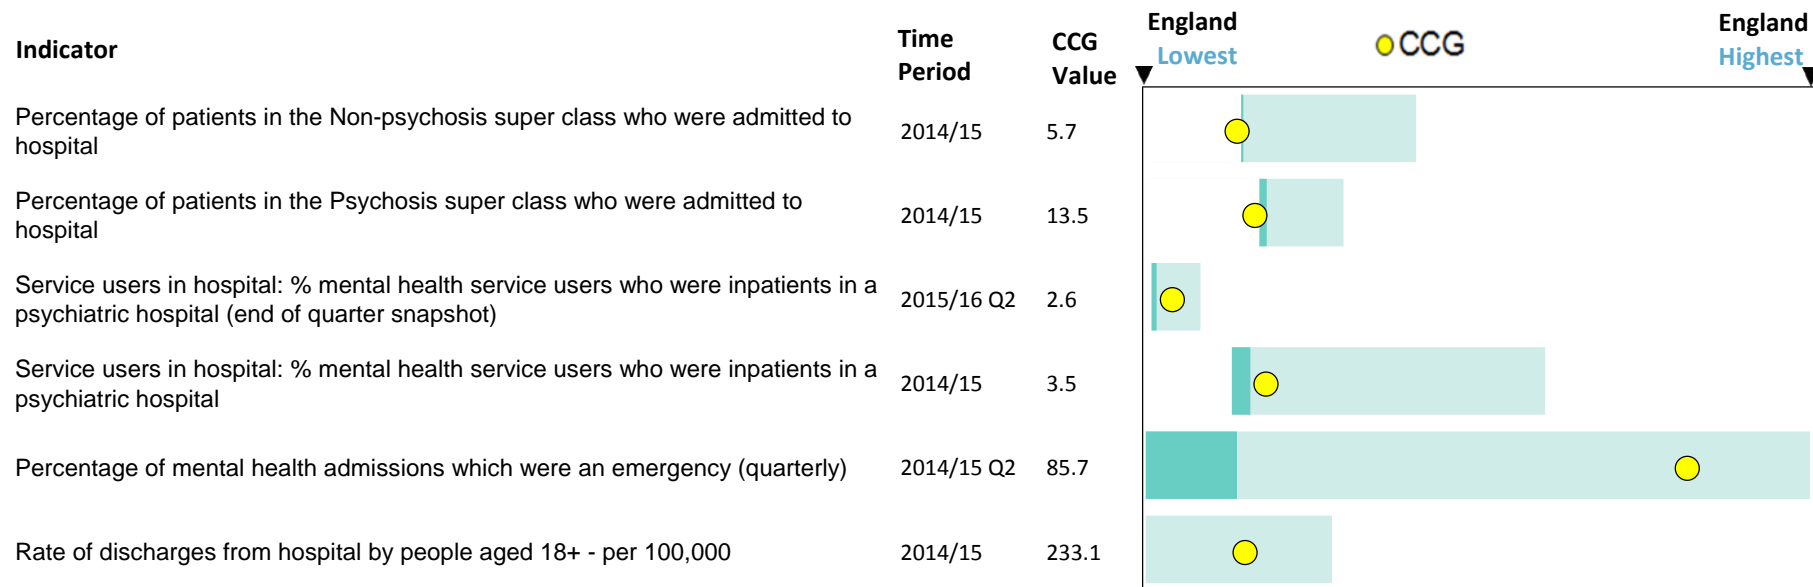 Indicator
Time Period
CCG Value
England Lowest
CCG
England Highest
Percentage of patients in the Non-psychosis super class who were admitted to
hospital
2014/15
5.7
Percentage of patients in the Psychosis super class who were admitted to
hospital
2014/15
13.5
Service users in hospital: % mental health service users who were inpatients in a
psychiatric hospital (end of quarter snapshot)
2015/16 Q2
2.6
Service users in hospital: % mental health service users who were inpatients in a
psychiatric hospital
2014/15
3.5
Percentage of mental health admissions which were an emergency (quarterly)
2014/15 Q2
85.7
Rate of discharges from hospital by people aged 18+ - per 100,000
2014/15
233.1